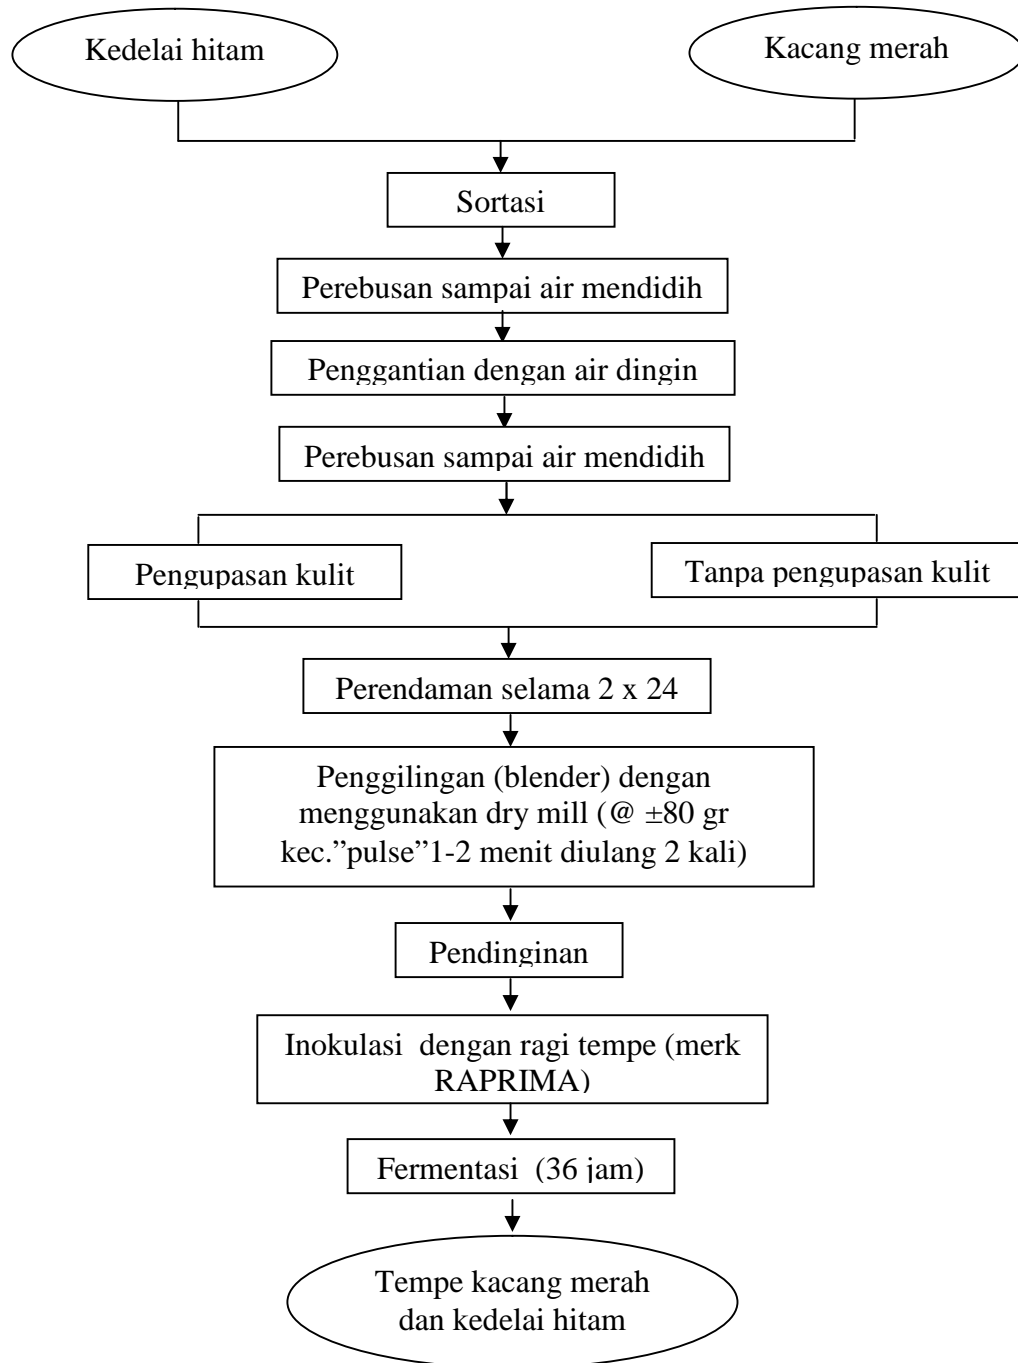 Kedelai hitam
Kacang merah
Sortasi
Perebusan sampai air mendidih
Penggantian dengan air dingin
Perebusan sampai air mendidih
Pengupasan kulit
Tanpa pengupasan kulit
Perendaman selama 2 x 24
Penggilingan (blender) dengan
menggunakan dry mill (@ ±80 gr
kec.”pulse”1-2 menit diulang 2 kali)
Pendinginan
Inokulasi  dengan ragi tempe (merk
RAPRIMA)
Fermentasi  (36 jam)
Tempe kacang merah
dan kedelai hitam